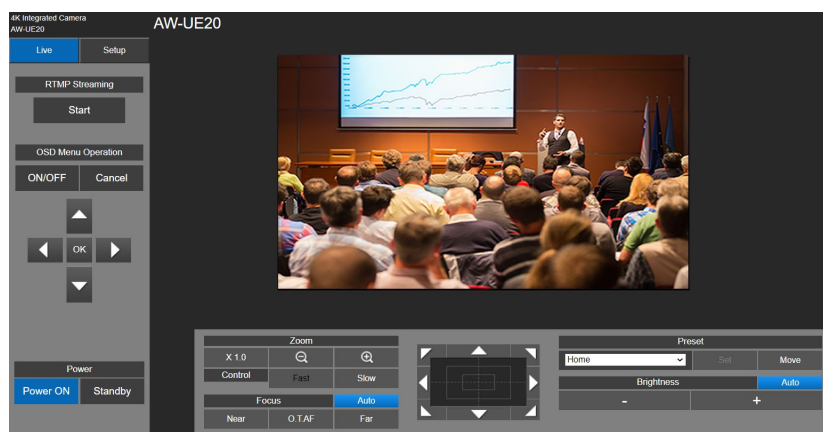 4K Integrated Camera
AW-UE20
AW-UE20
Live Setup
RTMP Streaming
Start
OSD Menu Operation
ON/OFF Cancel
OK
Power
Power ON Standby
Zoom
X 1.0
Control Fast Slow
Focus Auto
Near O.T.AF Far
Preset
Home Set Move
Brightness Auto
- +